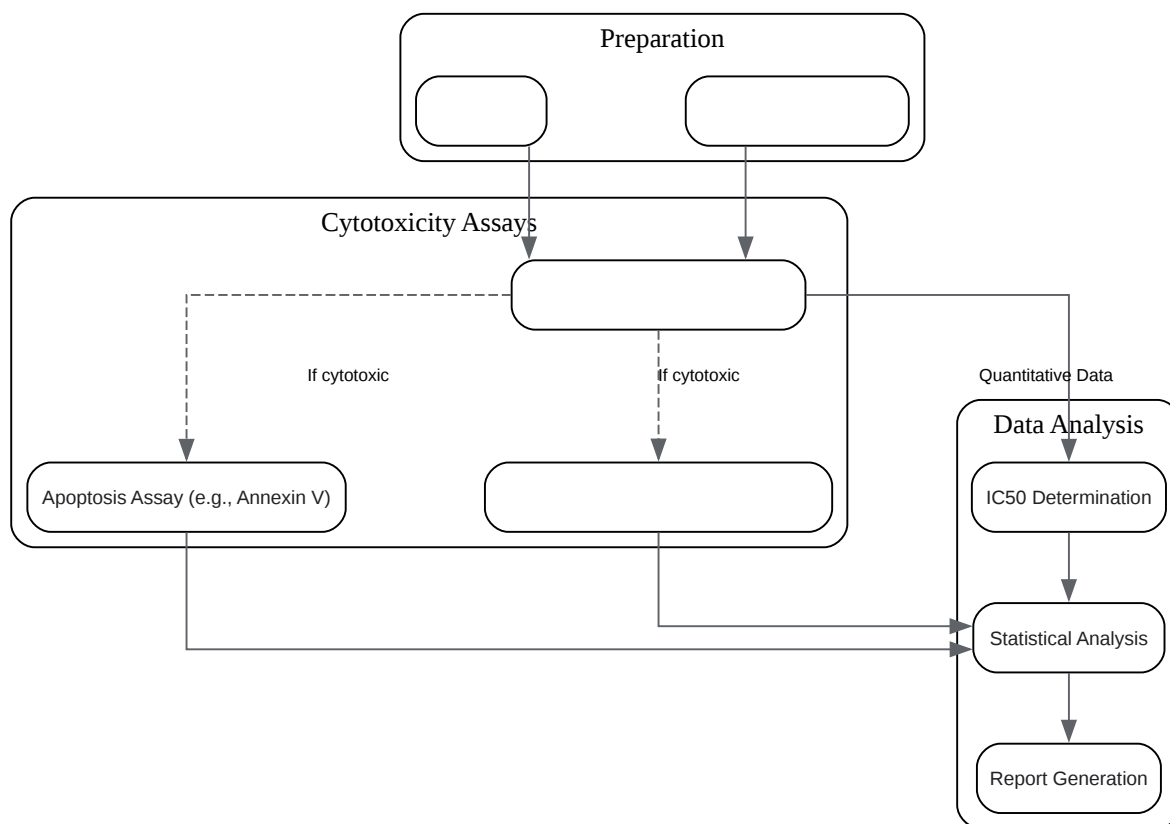 Preparation
Cytotoxicity Assays
If cytotoxic
If cytotoxic
Quantitative Data
Data Analysis
Apoptosis Assay (e.g., Annexin V)
IC50 Determination
Statistical Analysis
Report Generation